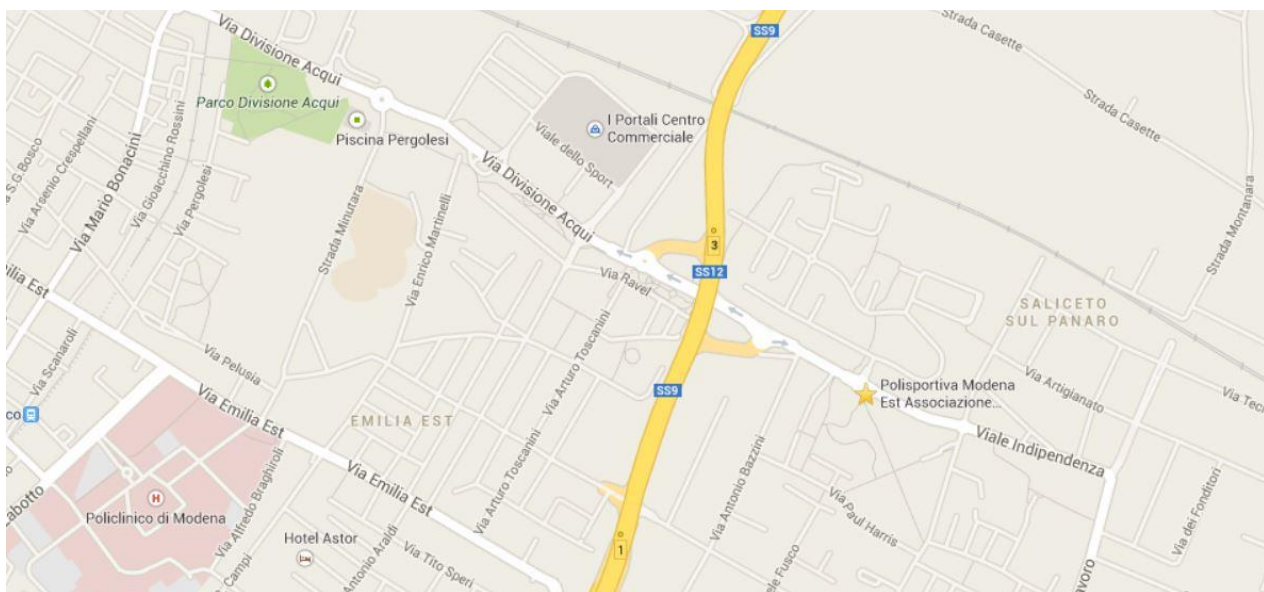 SS9
Strada Casette
Via Divisione Acqui
Parco Divisione Acqui
Piscina Pergolesi
I Portali Centro
Commerciale
Viale dello Sport
Strada Casette
Via Divisione Acqui
Via Arsenio Crespellani
Via Mario Bonacini
Via Gioacchino Rossini
Via Pergolesi
Strada Minutara
Via Enrico Martinelli
Strada Montanara
3
SS12
Via Ravel
SALICETO
SUL PANARO
Via Pelusia
Via Scanaroli
Via Arturo Toscanini
SS9
Polisportiva Modena
Est Associazione...
Via Artigianato
Via Emilia Est
EMILIA EST
Viale Indipendenza
Via Emilia Est
Via Arturo Toscanini
Via Antonio Bazzini
Via Paul Harris
Via dei Fonditori
H
Policlinico di Modena
Via Alfredo Braghiroli
Hotel Astor
Via Tito Speri
1